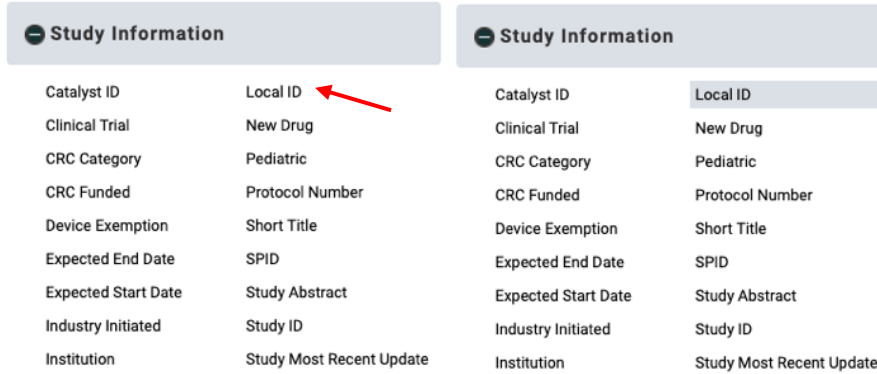 Study Information
Catalyst ID Local ID
Clinical Trial New Drug
CRC Category Pediatric
CRC Funded Protocol Number
Device Exemption Short Title
Expected End Date SPID
Expected Start Date Study Abstract
Industry Initiated Study ID
Institution Study Most Recent Update
Study Information
Catalyst ID Local ID
Clinical Trial New Drug
CRC Category Pediatric
CRC Funded Protocol Number
Device Exemption Short Title
Expected End Date SPID
Expected Start Date Study Abstract
Industry Initiated Study ID
Institution Study Most Recent Update